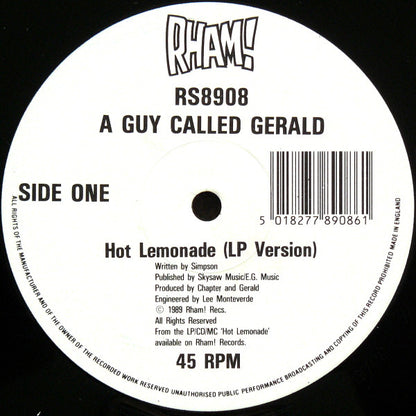 RHAM!
RS8908
A GUY CALLED GERALD
SIDE ONE
5 018277 890861
Hot Lemonade (LP Version)
Written by Simpson
Published by Skysaw Music/E.G. Music
Produced by Chapter and Gerald
Engineered by Lee Monteverde
© 1989 Rham! Recs.
All Rights Reserved
From the LP/CD/MC 'Hot Lemonade'
available on Rham! Records.
45 RPM
ALL RIGHTS OF THE MANUFACTURER AND OF THE OWNER OF THE RECORDED WORK RESERVED UNAUTHORISED PUBLIC PERFORMANCE BROADCASTING AND COPYING OF THIS RECORD PROHIBITED MADE IN ENGLAND